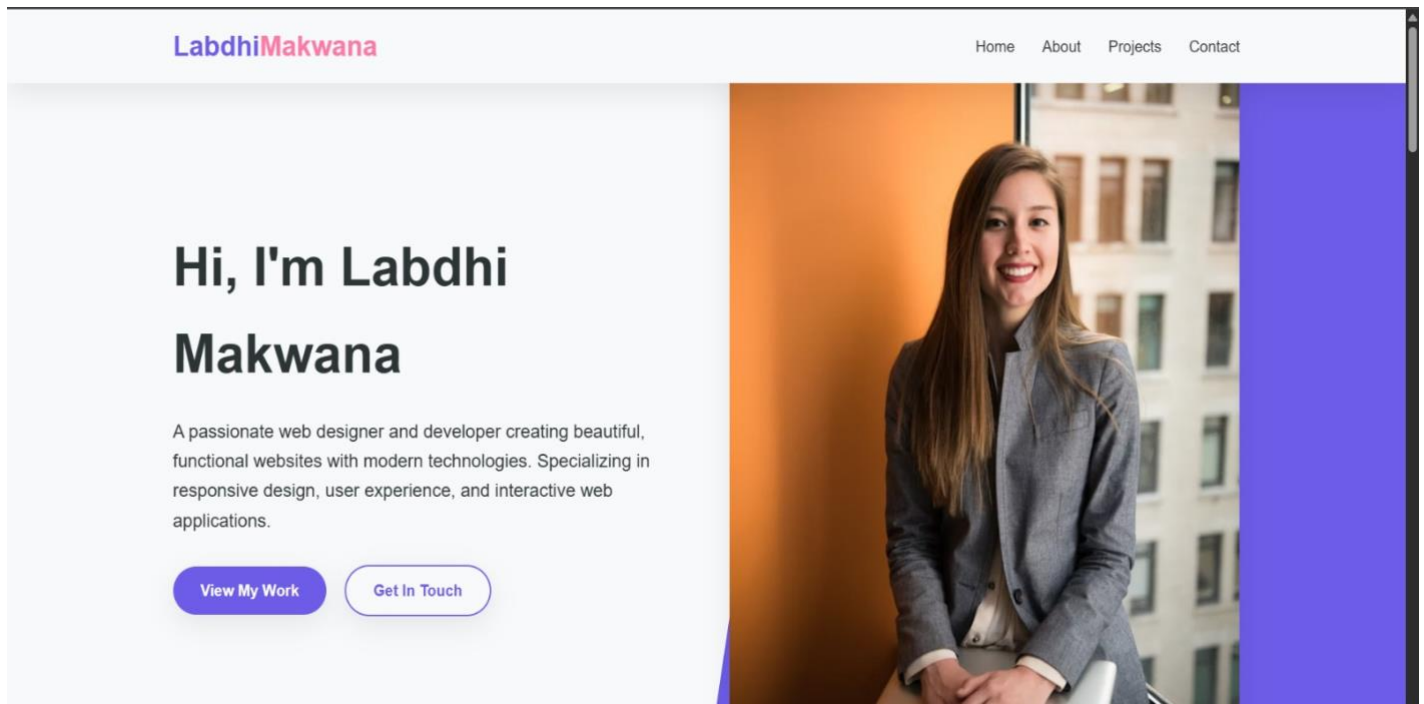 LabdhiMakwana
Home About Projects Contact
Hi, I'm Labdhi
Makwana
A passionate web designer and developer creating beautiful,
functional websites with modern technologies. Specializing in
responsive design, user experience, and interactive web
applications.
View My Work Get In Touch